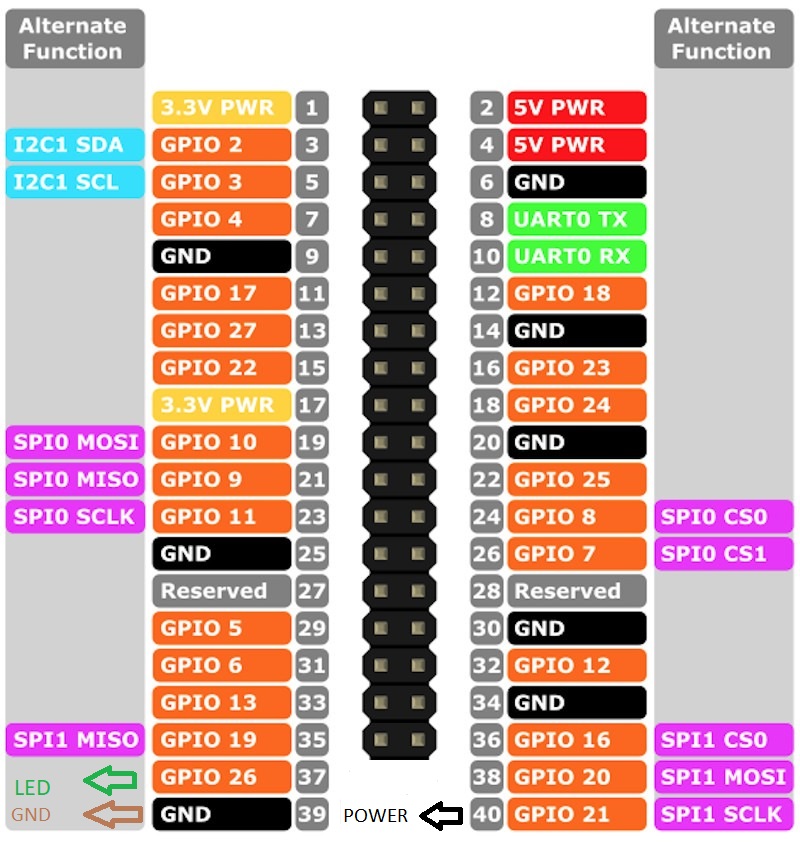 Alternate Alternate
Function Function
3.3V PWR 1 2 5V PWR
I2C1 SDA GPIO 2 3 4 5V PWR
I2C1 SCL GPIO 3 5 6 GND
GPIO 4 7 8 UART0 TX
GND 9 10 UART0 RX
GPIO 17 11 12 GPIO 18
GPIO 27 13 14 GND
GPIO 22 15 16 GPIO 23
3.3V PWR 17 18 GPIO 24
SPI0 MOSI GPIO 10 19 20 GND
SPI0 MISO GPIO 9 21 22 GPIO 25
SPI0 SCLK GPIO 11 23 24 GPIO 8 SPI0 CS0
GND 25 26 GPIO 7 SPI0 CS1
Reserved 27 28 Reserved
GPIO 5 29 30 GND
GPIO 6 31 32 GPIO 12
GPIO 13 33 34 GND
SPI1 MISO GPIO 19 35 36 GPIO 16 SPI1 CS0
LED GPIO 26 37 38 GPIO 20 SPI1 MOSI
GND GND 39 POWER 40 GPIO 21 SPI1 SCLK